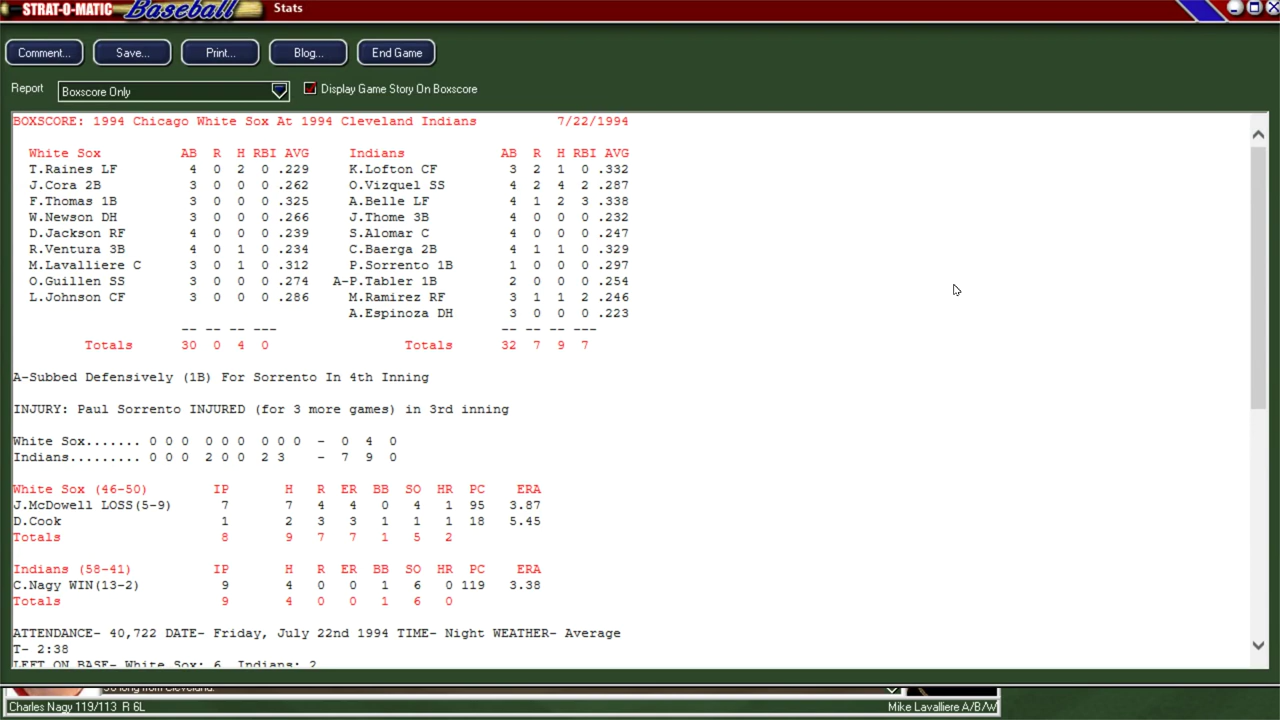 STRAT-O-MATIC Baseball Stats
Comment... Save... Print... Blog... End Game
Report Boxscore Only Display Game Story On Boxscore
BOXSCORE: 1994 Chicago White Sox At 1994 Cleveland Indians 7/22/1994
White Sox AB R H RBI AVG Indians AB R H RBI AVG
T.Raines LF 4 0 2 0 .229 K.Lofton CF 3 2 1 0 .332
J.Cora 2B 3 0 0 0 .262 O.Vizquel SS 4 2 4 2 .287
F.Thomas 1B 3 0 0 0 .325 A.Belle LF 4 1 2 3 .338
W.Newson DH 3 0 0 0 .266 J.Thome 3B 4 0 0 0 .232
D.Jackson RF 4 0 0 0 .239 S.Alomar C 4 0 0 0 .247
R.Ventura 3B 4 0 1 0 .234 C.Baerga 2B 4 1 1 0 .329
M.Lavalliere C 3 0 1 0 .312 P.Sorrento 1B 1 0 0 0 .297
O.Guillen SS 3 0 0 0 .274 A-P.Tabler 1B 2 0 0 0 .254
L.Johnson CF 3 0 0 0 .286 M.Ramirez RF 3 1 1 2 .246
A.Espinoza DH 3 0 0 0 .223
-- -- -- --- -- -- -- ---
Totals 30 0 4 0 Totals 32 7 9 7
A-Subbed Defensively (1B) For Sorrento In 4th Inning
INJURY: Paul Sorrento INJURED (for 3 more games) in 3rd inning
White Sox....... 0 0 0 0 0 0 0 0 0 - 0 4 0
Indians......... 0 0 0 2 0 0 2 3 - 7 9 0
White Sox (46-50) IP H R ER BB SO HR PC ERA
J.McDowell LOSS(5-9) 7 7 4 4 0 4 1 95 3.87
D.Cook 1 2 3 3 1 1 1 18 5.45
Totals 8 9 7 7 1 5 2
Indians (58-41) IP H R ER BB SO HR PC ERA
C.Nagy WIN(13-2) 9 4 0 0 1 6 0 119 3.38
Totals 9 4 0 0 1 6 0
ATTENDANCE- 40,722 DATE- Friday, July 22nd 1994 TIME- Night WEATHER- Average
T- 2:38
LEFT ON BASE- White Sox: 6 Indians: 2
So long from Cleveland.
Charles Nagy 119/113 R 6L Mike Lavalliere A/B/W